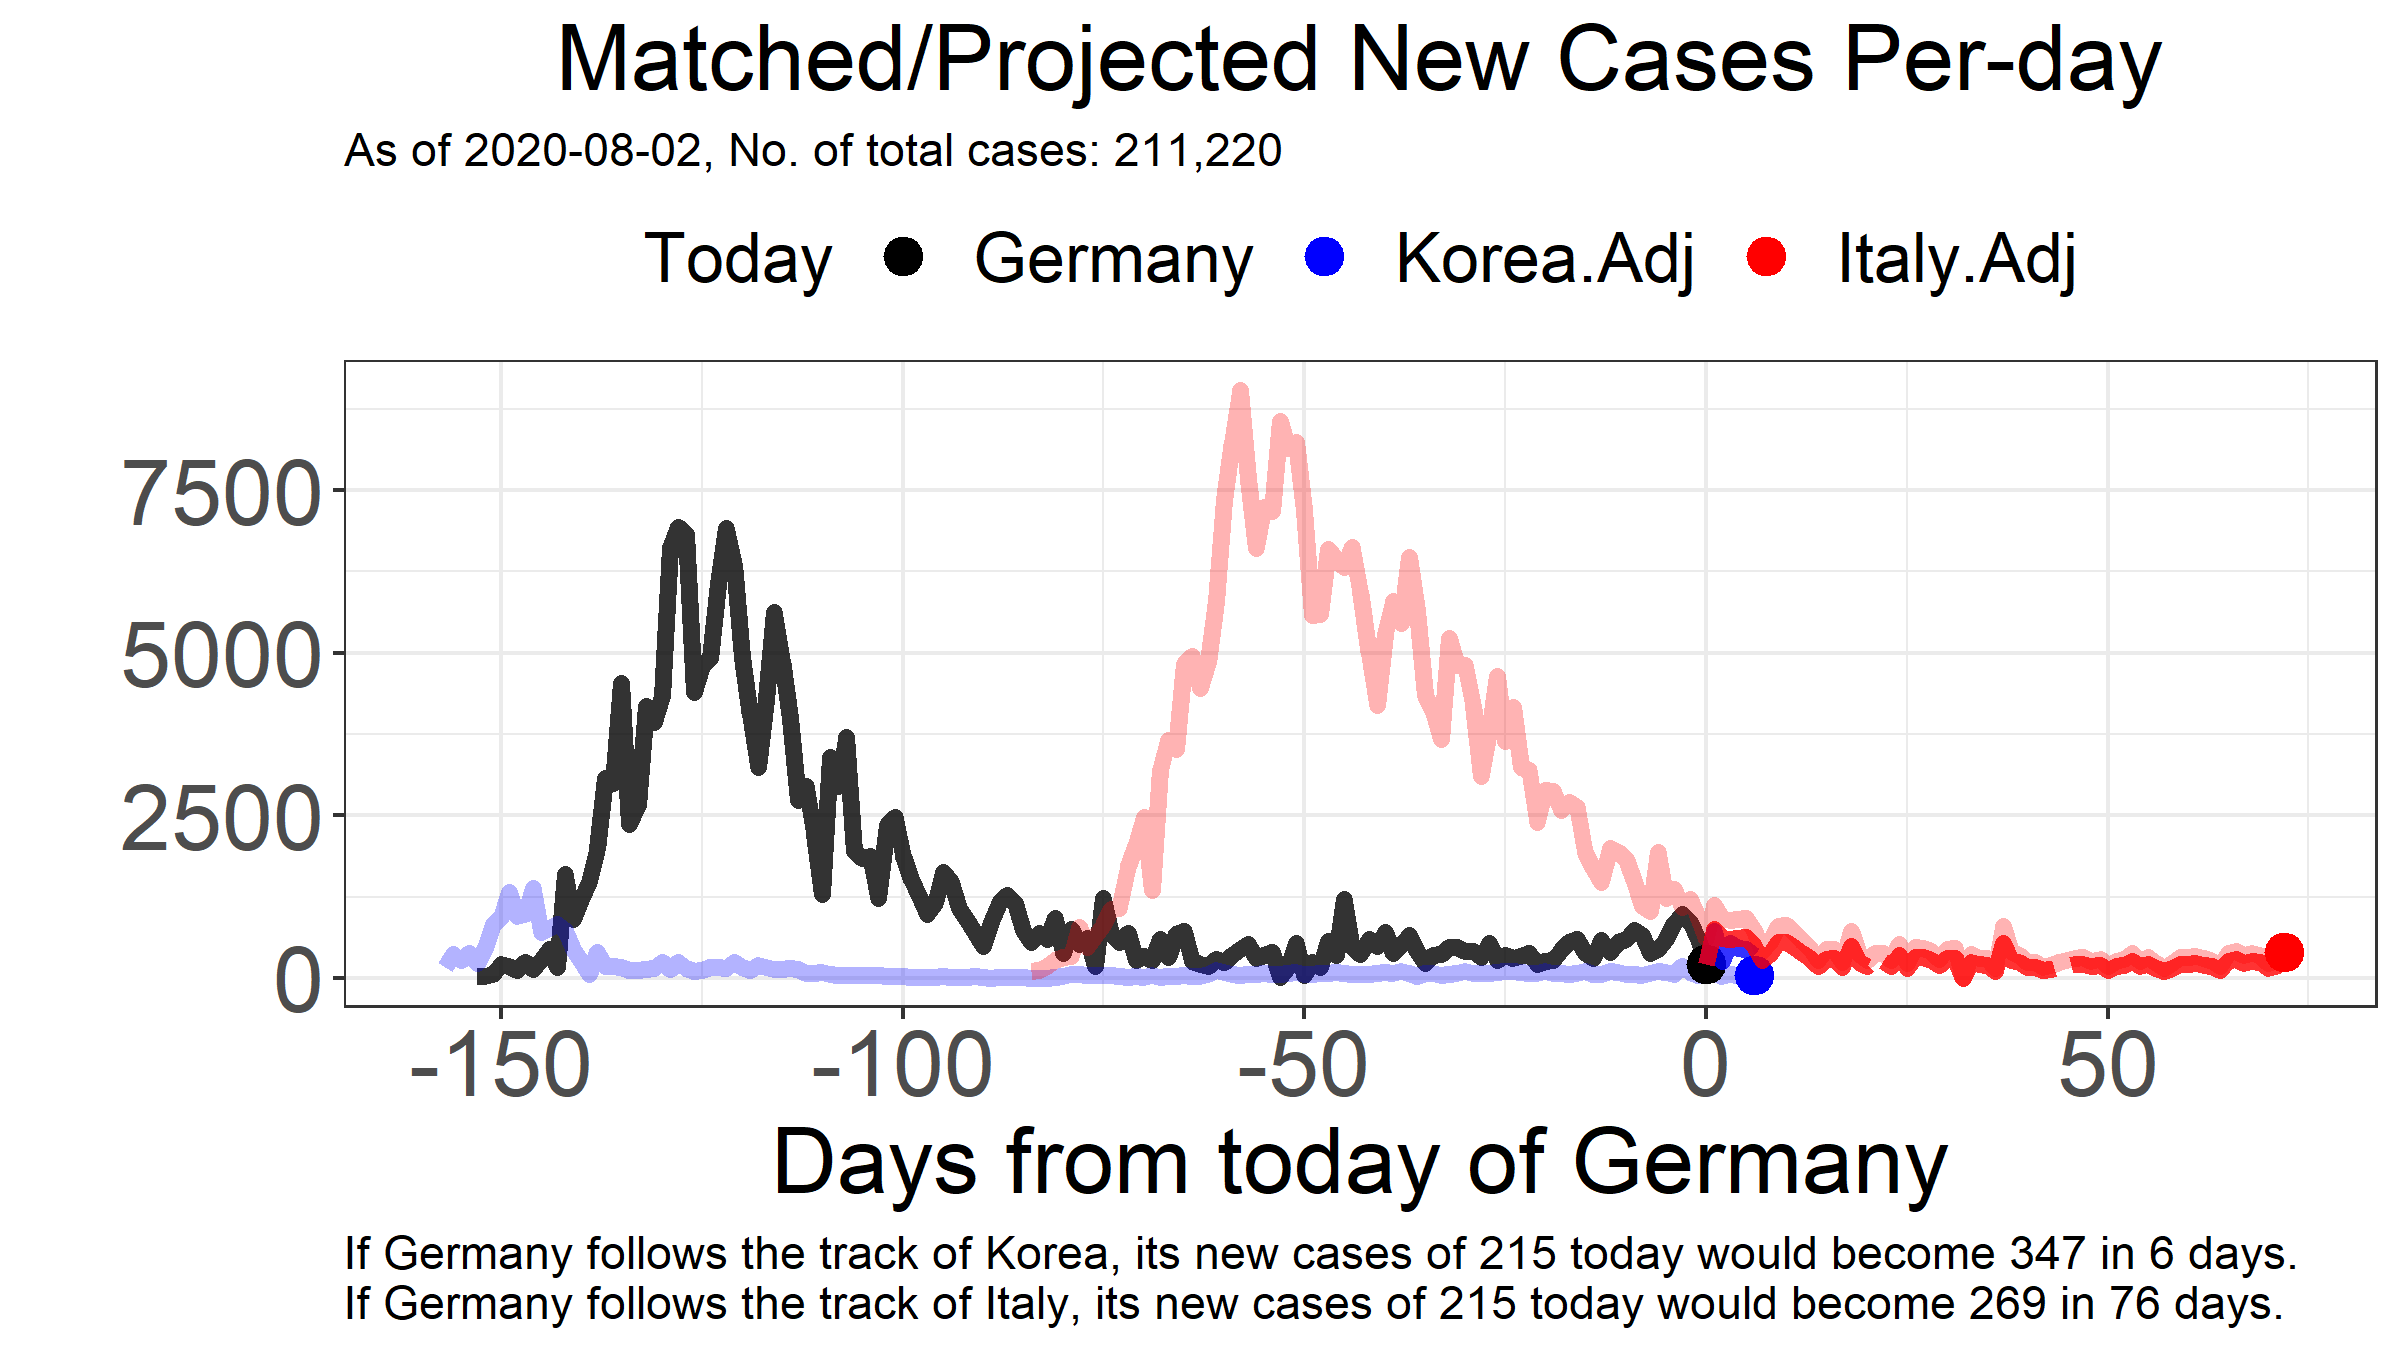 Matched/Projected New Cases Per-day
As of 2020-08-02, No. of total cases: 211,220
Today Germany Korea.Adj Italy.Adj
7500
5000
2500
0
-150 -100 -50 0 50
Days from today of Germany
If Germany follows the track of Korea, its new cases of 215 today would become 347 in 6 days.
If Germany follows the track of Italy, its new cases of 215 today would become 269 in 76 days.